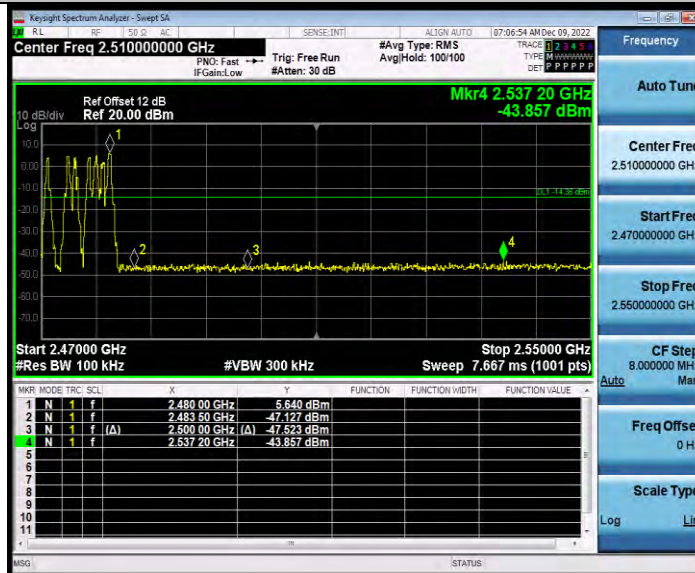 Keysight Spectrum Analyzer - Swept SA
RL RF 50 Ω AC SENSE:INT ALIGN AUTO 07:06:54 AM Dec 09, 2022
Center Freq 2.510000000 GHz #Avg Type: RMS TRACE 1 2 3 4 5 6
PNO: Fast Trig: Free Run Avg|Hold: 100/100 TYPE M WWWWW
IFGain:Low #Atten: 30 dB DET P P P P P P
Mkr4 2.537 20 GHz
-43.857 dBm
Ref Offset 12 dB
10 dB/div Ref 20.00 dBm
Log
10.0
0.00
-10.0
-20.0
-30.0
-40.0
-50.0
-60.0
-70.0
1
2
3
4
DL1 -14.36 dBm
Start 2.47000 GHz Stop 2.55000 GHz
#Res BW 100 kHz #VBW 300 kHz Sweep 7.667 ms (1001 pts)
MKR MODE TRC SCL X Y FUNCTION FUNCTION WIDTH FUNCTION VALUE
1 N 1 f 2.480 00 GHz 5.640 dBm
2 N 1 f 2.483 50 GHz -47.127 dBm
3 N 1 f (Δ) 2.500 00 GHz (Δ) -47.523 dBm
4 N 1 f 2.537 20 GHz -43.857 dBm
5
6
7
8
9
10
11
MSG STATUS
Frequency
Auto Tune
Center Freq
2.510000000 GHz
Start Freq
2.470000000 GHz
Stop Freq
2.550000000 GHz
CF Step
8.000000 MHz
Auto Man
Freq Offset
0 Hz
Scale Type
Log Lin